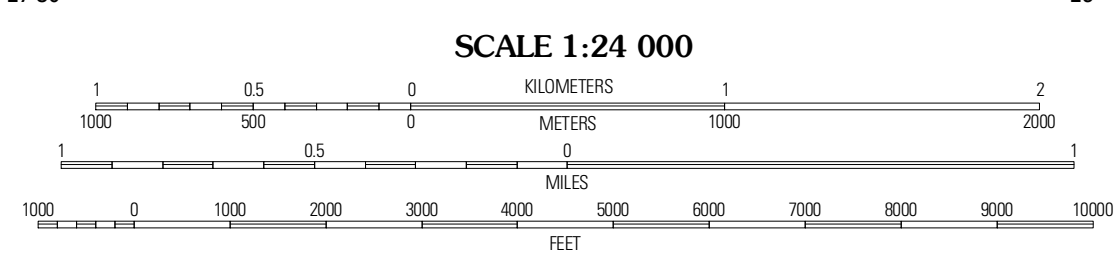 SCALE 1:24 000
1 0.5 0 KILOMETERS 1 2
1000 500 0 METERS 1000 2000
1 0.5 0 1
MILES
1000 0 1000 2000 3000 4000 5000 6000 7000 8000 9000 10000
FEET